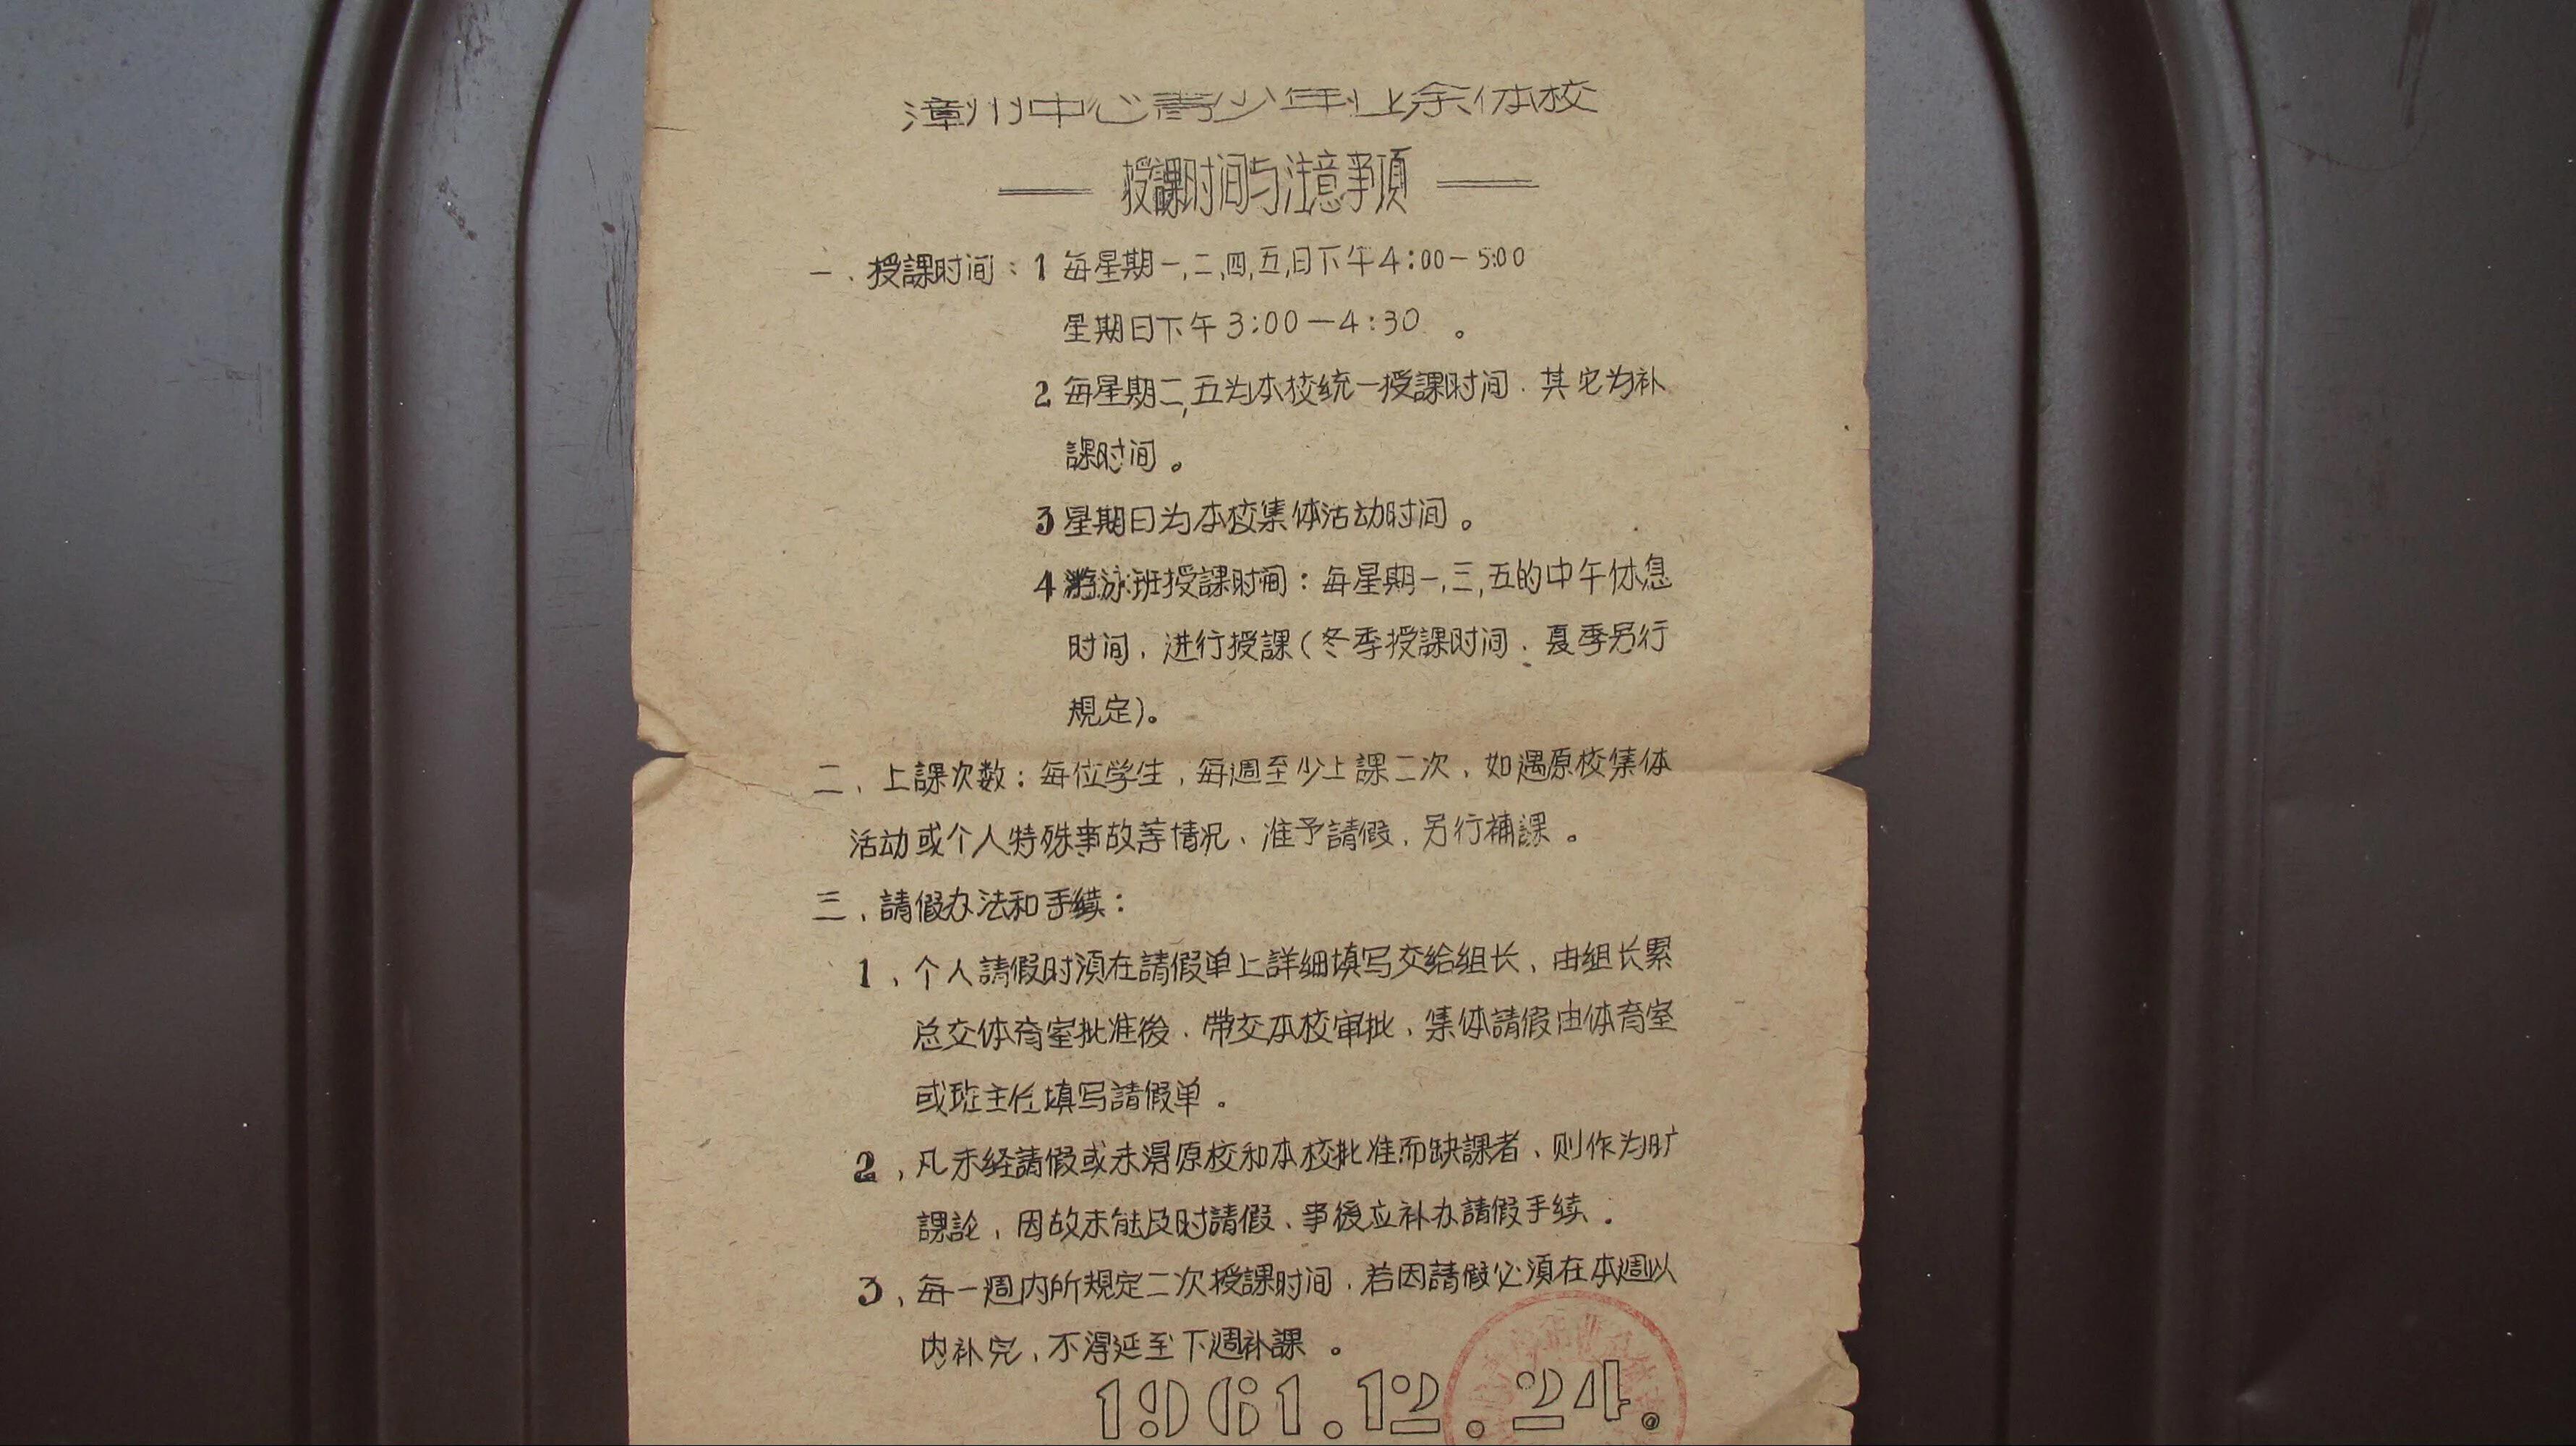 漳州中心青少年业余体校
授課时间与注意事項
一、授課时间：1 每星期一,二,四,五,日下午4:00－5:00
星期日下午3:00－4:30 。
2 每星期二,五为本校统一授課时间．其它为补
課时间。
3 星期日为本校集体活动时间。
4 游泳班授課时间：每星期一,三,五的中午休息
时间，进行授課(冬季授課时间．夏季另行
規定)。
二、上課次数：每位学生，每週至少上課二次，如遇原校集体
活动或个人特殊事故等情况、准予請假，另行補課。
三、請假办法和手续：
1、个人請假时須在請假单上詳细填写交给组长、由组长累
总交体育室批准後．带交本校审批、集体請假由体育室
或班主任填写請假单。
2、凡未经請假或未得原校和本校批准而缺課者、则作为旷
課論，因故未能及时請假、事後应补办請假手续．
3、每一週内所規定二次授課时间．若因請假必須在本週以
内补完，不得延至下週补課。
1961.12.24.